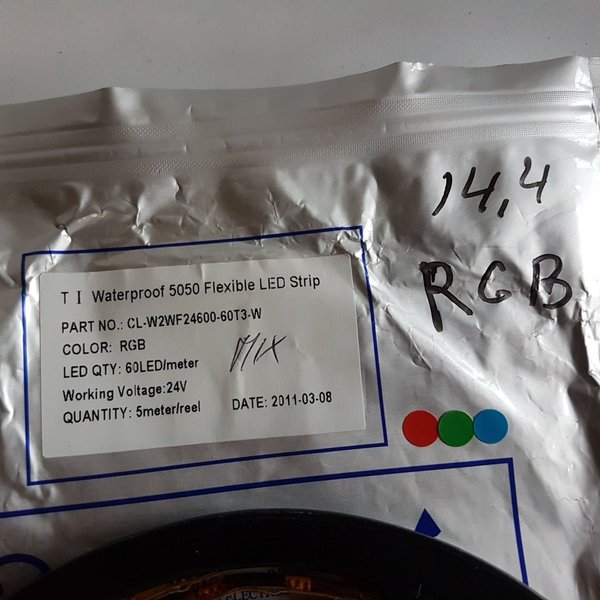 14,4
RGB
T I Waterproof 5050 Flexible LED Strip
PART NO.: CL-W2WF24600-60T3-W
COLOR: RGB
LED QTY: 60LED/meter
Working Voltage:24V
QUANTITY: 5meter/reel
DATE: 2011-03-08
MIX